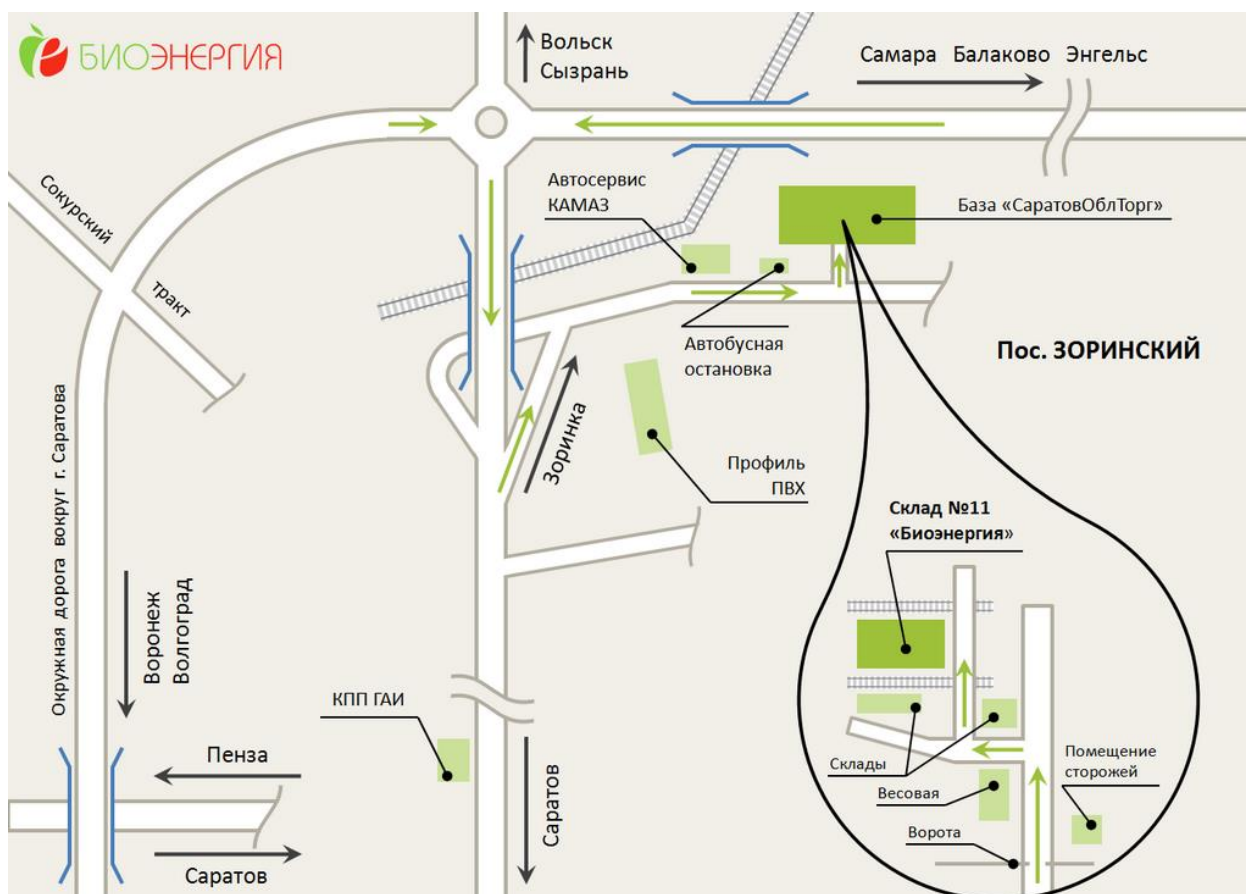 БИОЭНЕРГИЯ
Вольск
Сызрань
Самара Балаково Энгельс
Сокурский
тракт
Автосервис
КАМАЗ
База «СаратовОблТорг»
Автобусная
остановка
Пос. ЗОРИНСКИЙ
Зоринка
Профиль
ПВХ
Окружная дорога вокруг г. Саратова
Воронеж
Волгоград
Склад №11
«Биоэнергия»
КПП ГАИ
Пенза
Саратов
Саратов
Склады
Весовая
Помещение
сторожей
Ворота